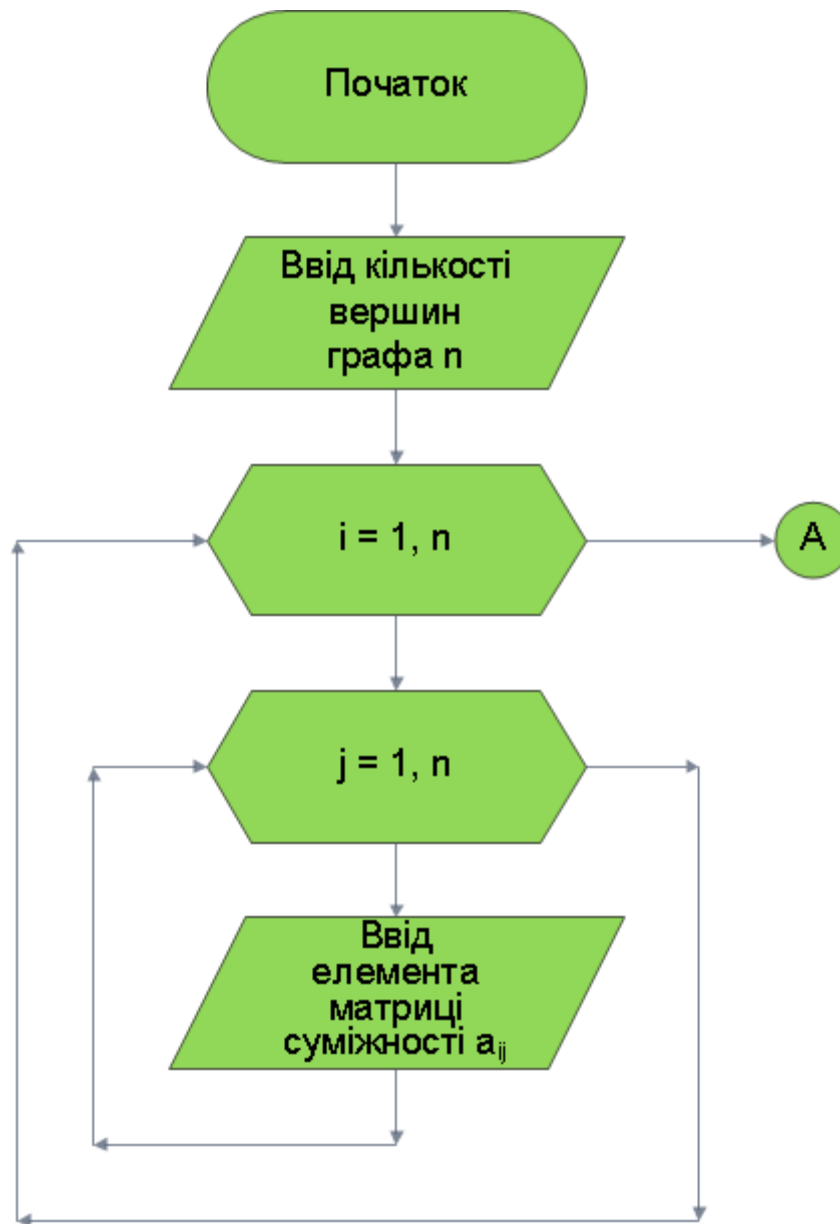 Початок
Ввід кількості
вершин
графа n
i = 1, n
A
j = 1, n
Ввід
елемента
матриці
суміжності aij